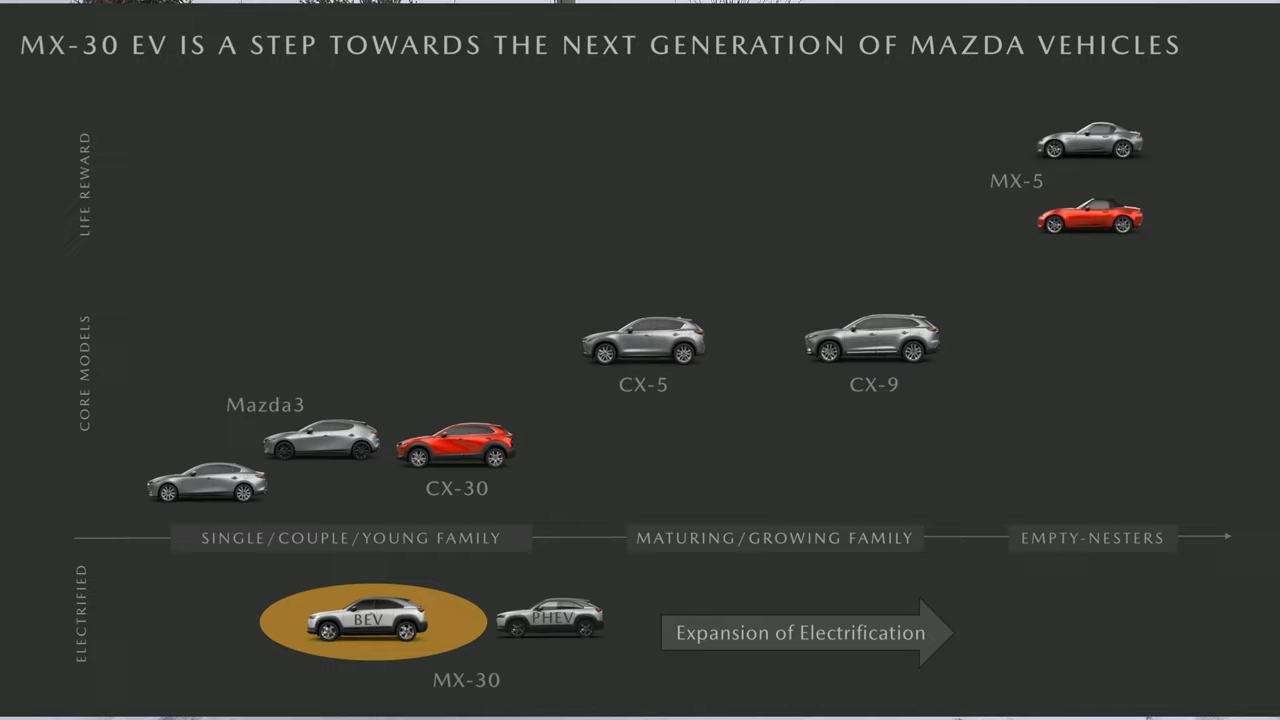 MX-30 EV IS A STEP TOWARDS THE NEXT GENERATION OF MAZDA VEHICLES
LIFE REWARD
MX-5
CORE MODELS
CX-5
CX-9
Mazda3
CX-30
SINGLE/COUPLE/YOUNG FAMILY
MATURING/GROWING FAMILY
EMPTY-NESTERS
ELECTRIFIED
BEV
PHEV
Expansion of Electrification
MX-30